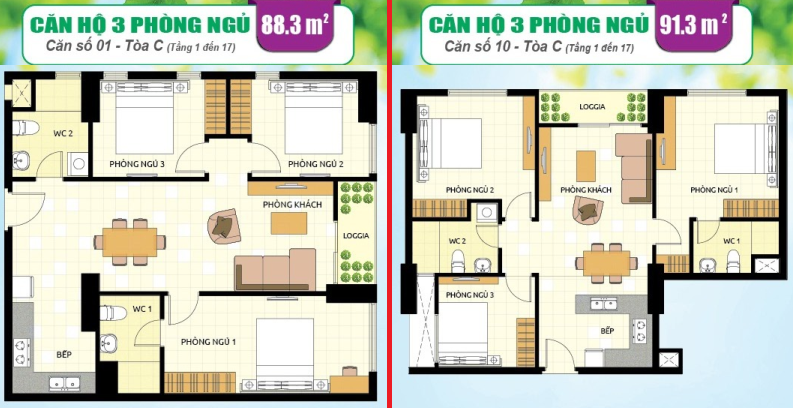 CĂN HỘ 3 PHÒNG NGỦ 88.3 m²
Căn số 01 - Tòa C (Tầng 1 đến 17)
WC 2
PHÒNG NGỦ 3
PHÒNG NGỦ 2
PHÒNG KHÁCH
LOGGIA
WC 1
PHÒNG NGỦ 1
BẾP
CĂN HỘ 3 PHÒNG NGỦ 91.3 m²
Căn số 10 - Tòa C (Tầng 1 đến 17)
LOGGIA
PHÒNG NGỦ 2
PHÒNG KHÁCH
PHÒNG NGỦ 1
WC 2
WC 1
PHÒNG NGỦ 3
BẾP